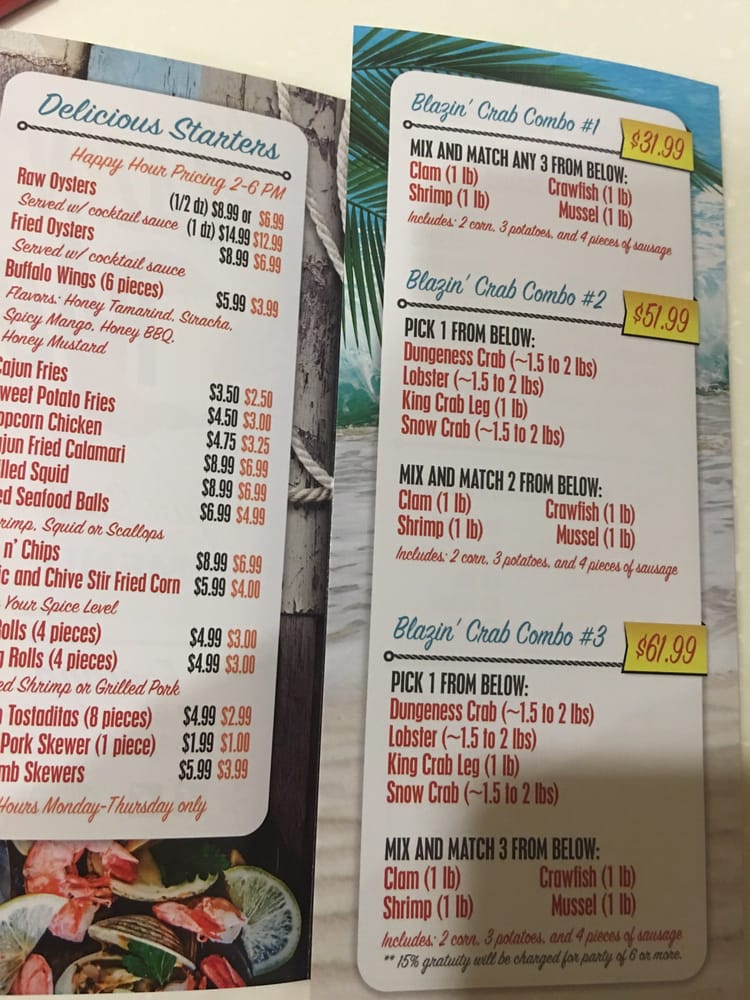 Delicious Starters
Happy Hour Pricing 2-6 PM
Raw Oysters
(1/2 dz) $8.99 or $6.99
Served w/ cocktail sauce (1 dz) $14.99 $12.99
Fried Oysters $8.99 $6.99
Served w/ cocktail sauce
Buffalo Wings (6 pieces) $5.99 $3.99
Flavors: Honey Tamarind, Siracha,
Spicy Mango, Honey BBQ,
Honey Mustard
Cajun Fries $3.50 $2.50
weet Potato Fries $4.50 $3.00
opcorn Chicken $4.75 $3.25
ajun Fried Calamari $8.99 $6.99
lled Squid $8.99 $6.99
ed Seafood Balls $6.99 $4.99
rimp, Squid or Scallops
n' Chips $8.99 $6.99
ic and Chive Stir Fried Corn $5.99 $4.00
Your Spice Level
olls (4 pieces) $4.99 $3.00
g Rolls (4 pieces) $4.99 $3.00
ed Shrimp or Grilled Pork
Tostaditas (8 pieces) $4.99 $2.99
Pork Skewer (1 piece) $1.99 $1.00
mb Skewers $5.99 $3.99
Hours Monday-Thursday only
Blazin' Crab Combo #1 $31.99
MIX AND MATCH ANY 3 FROM BELOW:
Clam (1 lb) Crawfish (1 lb)
Shrimp (1 lb) Mussel (1 lb)
Includes: 2 corn, 3 potatoes, and 4 pieces of sausage
Blazin' Crab Combo #2 $51.99
PICK 1 FROM BELOW:
Dungeness Crab (~1.5 to 2 lbs)
Lobster (~1.5 to 2 lbs)
King Crab Leg (1 lb)
Snow Crab (~1.5 to 2 lbs)
MIX AND MATCH 2 FROM BELOW:
Clam (1 lb) Crawfish (1 lb)
Shrimp (1 lb) Mussel (1 lb)
Includes: 2 corn, 3 potatoes, and 4 pieces of sausage
Blazin' Crab Combo #3 $61.99
PICK 1 FROM BELOW:
Dungeness Crab (~1.5 to 2 lbs)
Lobster (~1.5 to 2 lbs)
King Crab Leg (1 lb)
Snow Crab (~1.5 to 2 lbs)
MIX AND MATCH 3 FROM BELOW:
Clam (1 lb) Crawfish (1 lb)
Shrimp (1 lb) Mussel (1 lb)
Includes: 2 corn, 3 potatoes, and 4 pieces of sausage
** 15% gratuity will be charged for party of 6 or more.